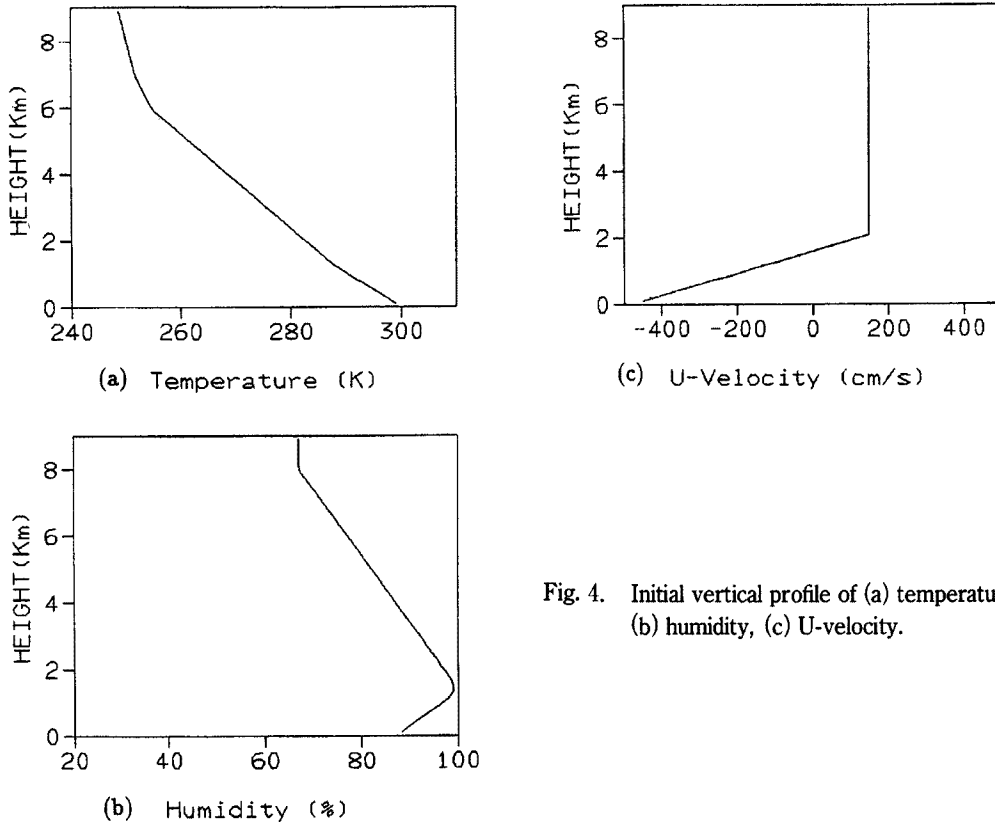 8
6
4
2
0
HEIGHT(Km)
240 260 280 300
(a) Temperature (K)
8
6
4
2
0
HEIGHT(Km)
-400 -200 0 200 400
(c) U-Velocity (cm/s)
8
6
4
2
0
HEIGHT(Km)
20 40 60 80 100
(b) Humidity (%)
Fig. 4. Initial vertical profile of (a) temperatu
(b) humidity, (c) U-velocity.